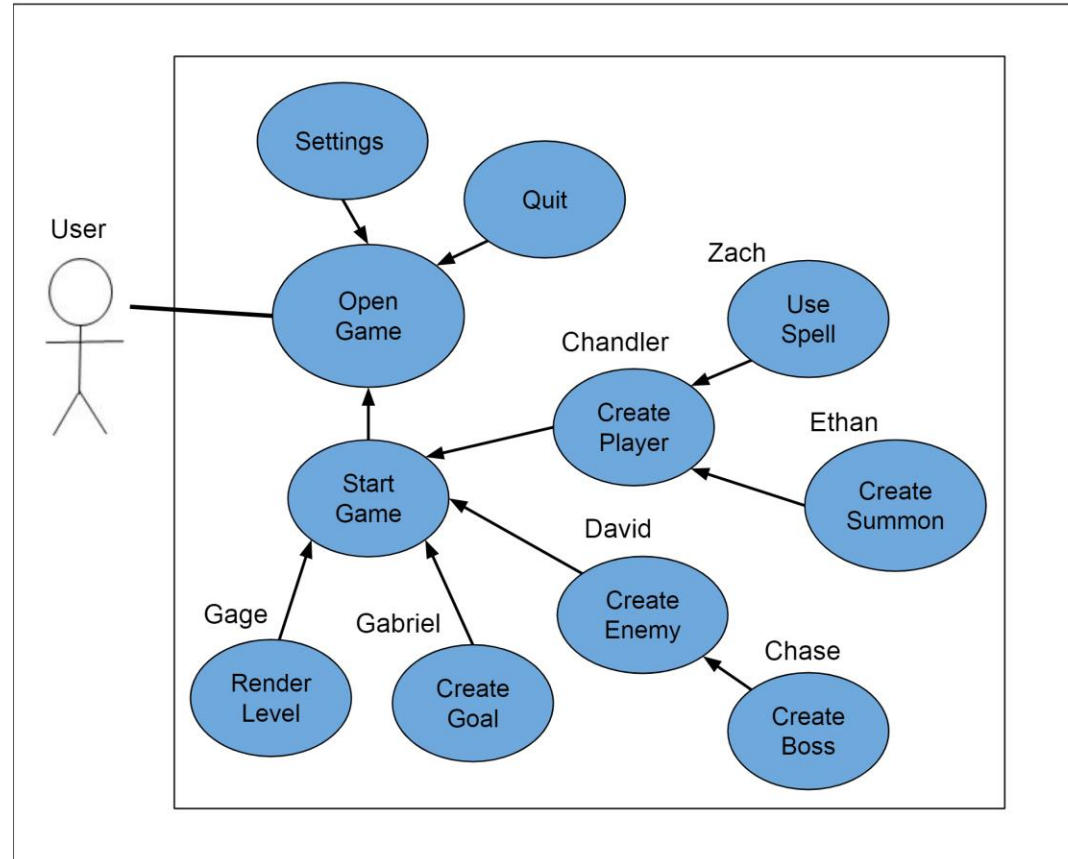 Settings
Quit
User
Open
Game
Zach
Use
Spell
Chandler
Create
Player
Ethan
Create
Summon
Start
Game
David
Create
Enemy
Gage
Render
Level
Gabriel
Create
Goal
Chase
Create
Boss